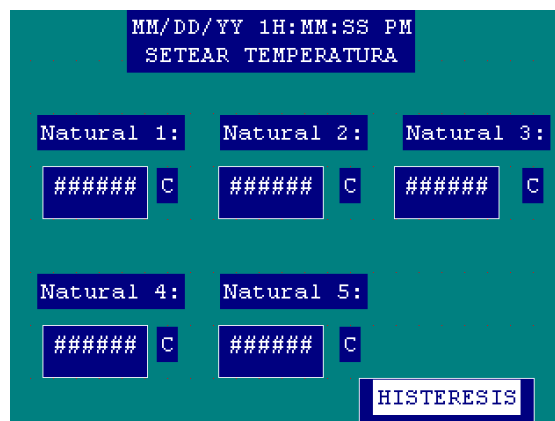 MM/DD/YY 1H:MM:SS PM
SETEAR TEMPERATURA
Natural 1: Natural 2: Natural 3:
###### C ###### C ###### C
Natural 4: Natural 5:
###### C ###### C
HISTERESIS